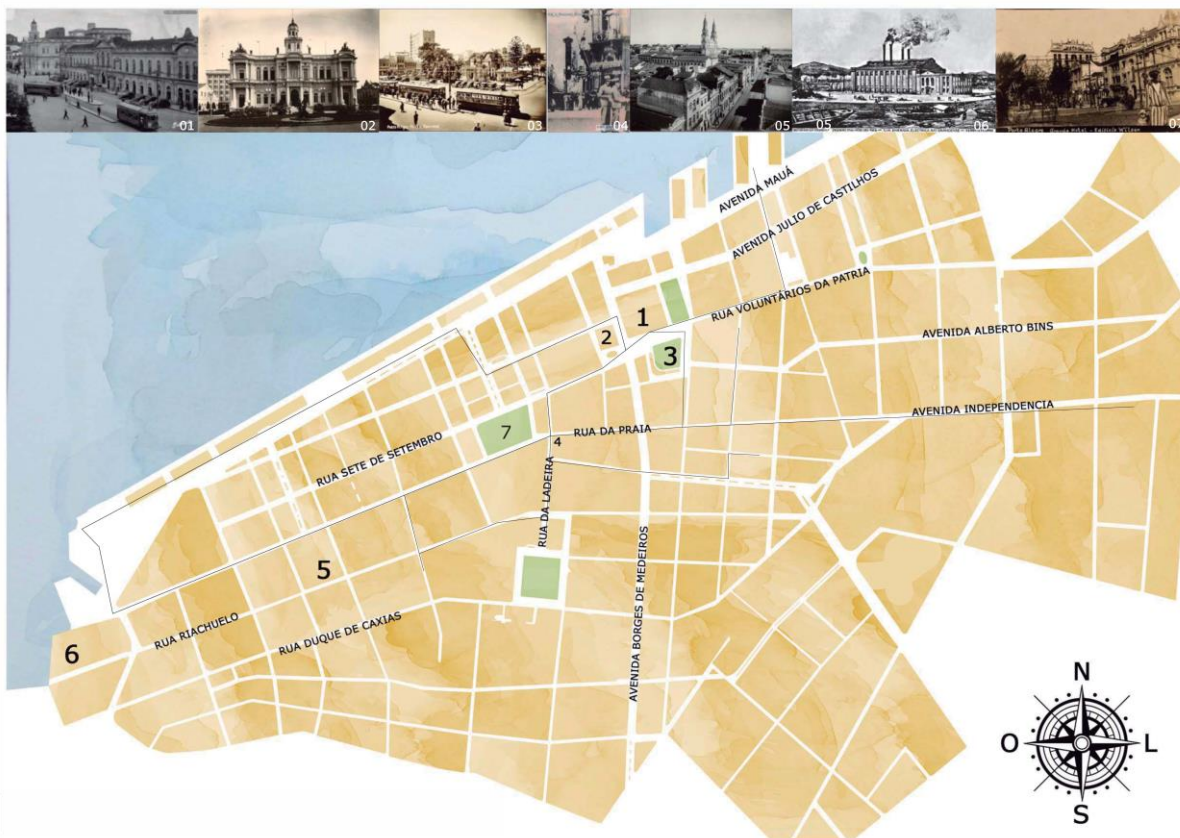 01
02
03
04
05
05
06
07
AVENIDA MAUÁ
AVENIDA JULIO DE CASTILHOS
RUA VOLUNTÁRIOS DA PATRIA
1
2
3
AVENIDA ALBERTO BINS
AVENIDA INDEPENDENCIA
RUA DA PRAIA
7
4
RUA SETE DE SETEMBRO
RUA DA LADEIRA
5
AVENIDA BORGES DE MEDEIROS
RUA RIACHUELO
RUA DUQUE DE CAXIAS
6
N
O
L
S